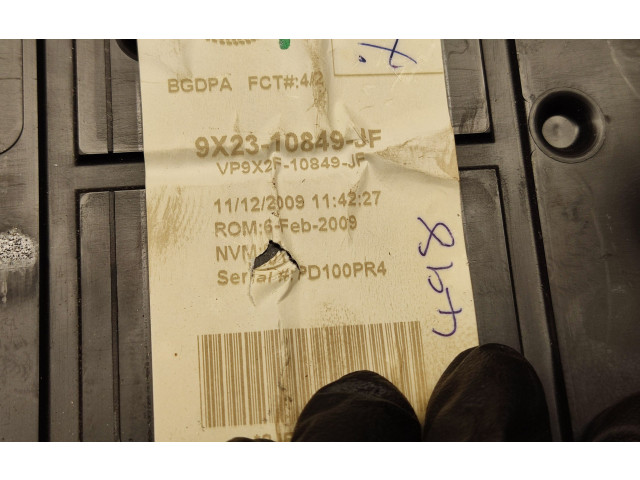 BGDPA FCT#:4/2
9X23-10849-JF
VP9X2F-10849-JF
11/12/2009 11:42:27
ROM:6-Feb-2009
NVM
Serial #:PD100PR4